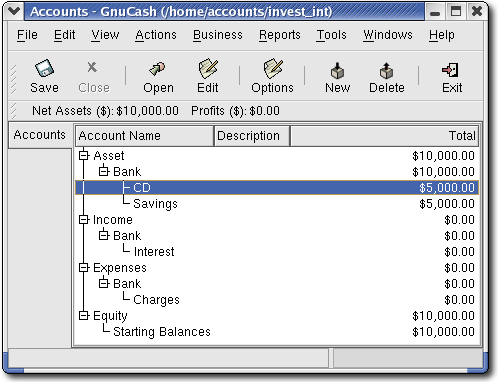 Accounts - GnuCash (/home/accounts/invest_int)
File Edit View Actions Business Reports Tools Windows Help
Save Close Open Edit Options New Delete Exit
Net Assets ($): $10,000.00 Profits ($): $0.00
Accounts
Account Name Description Total
Asset $10,000.00
Bank $10,000.00
CD $5,000.00
Savings $5,000.00
Income $0.00
Bank $0.00
Interest $0.00
Expenses $0.00
Bank $0.00
Charges $0.00
Equity $10,000.00
Starting Balances $10,000.00